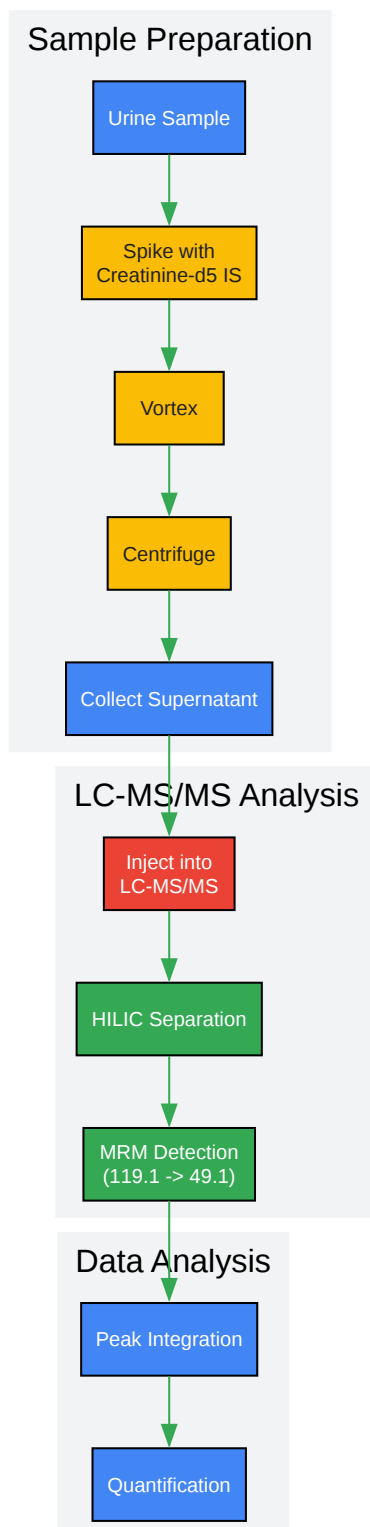 Sample Preparation
Urine Sample
Spike with
Creatinine-d5 IS
Vortex
Centrifuge
Collect Supernatant
LC-MS/MS Analysis
Inject into
LC-MS/MS
HILIC Separation
MRM Detection
(119.1 -> 49.1)
Data Analysis
Peak Integration
Quantification